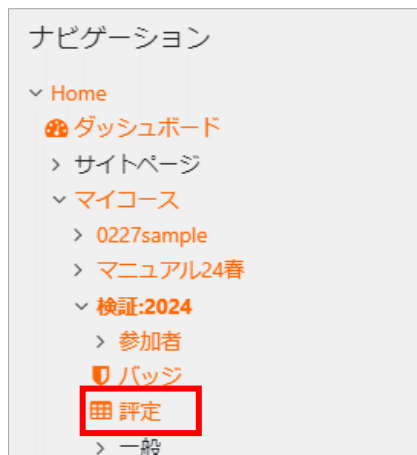 ナビゲーション
Home
ダッシュボード
サイトページ
マイコース
0227sample
マニュアル24春
検証:2024
参加者
バッジ
評定
一般